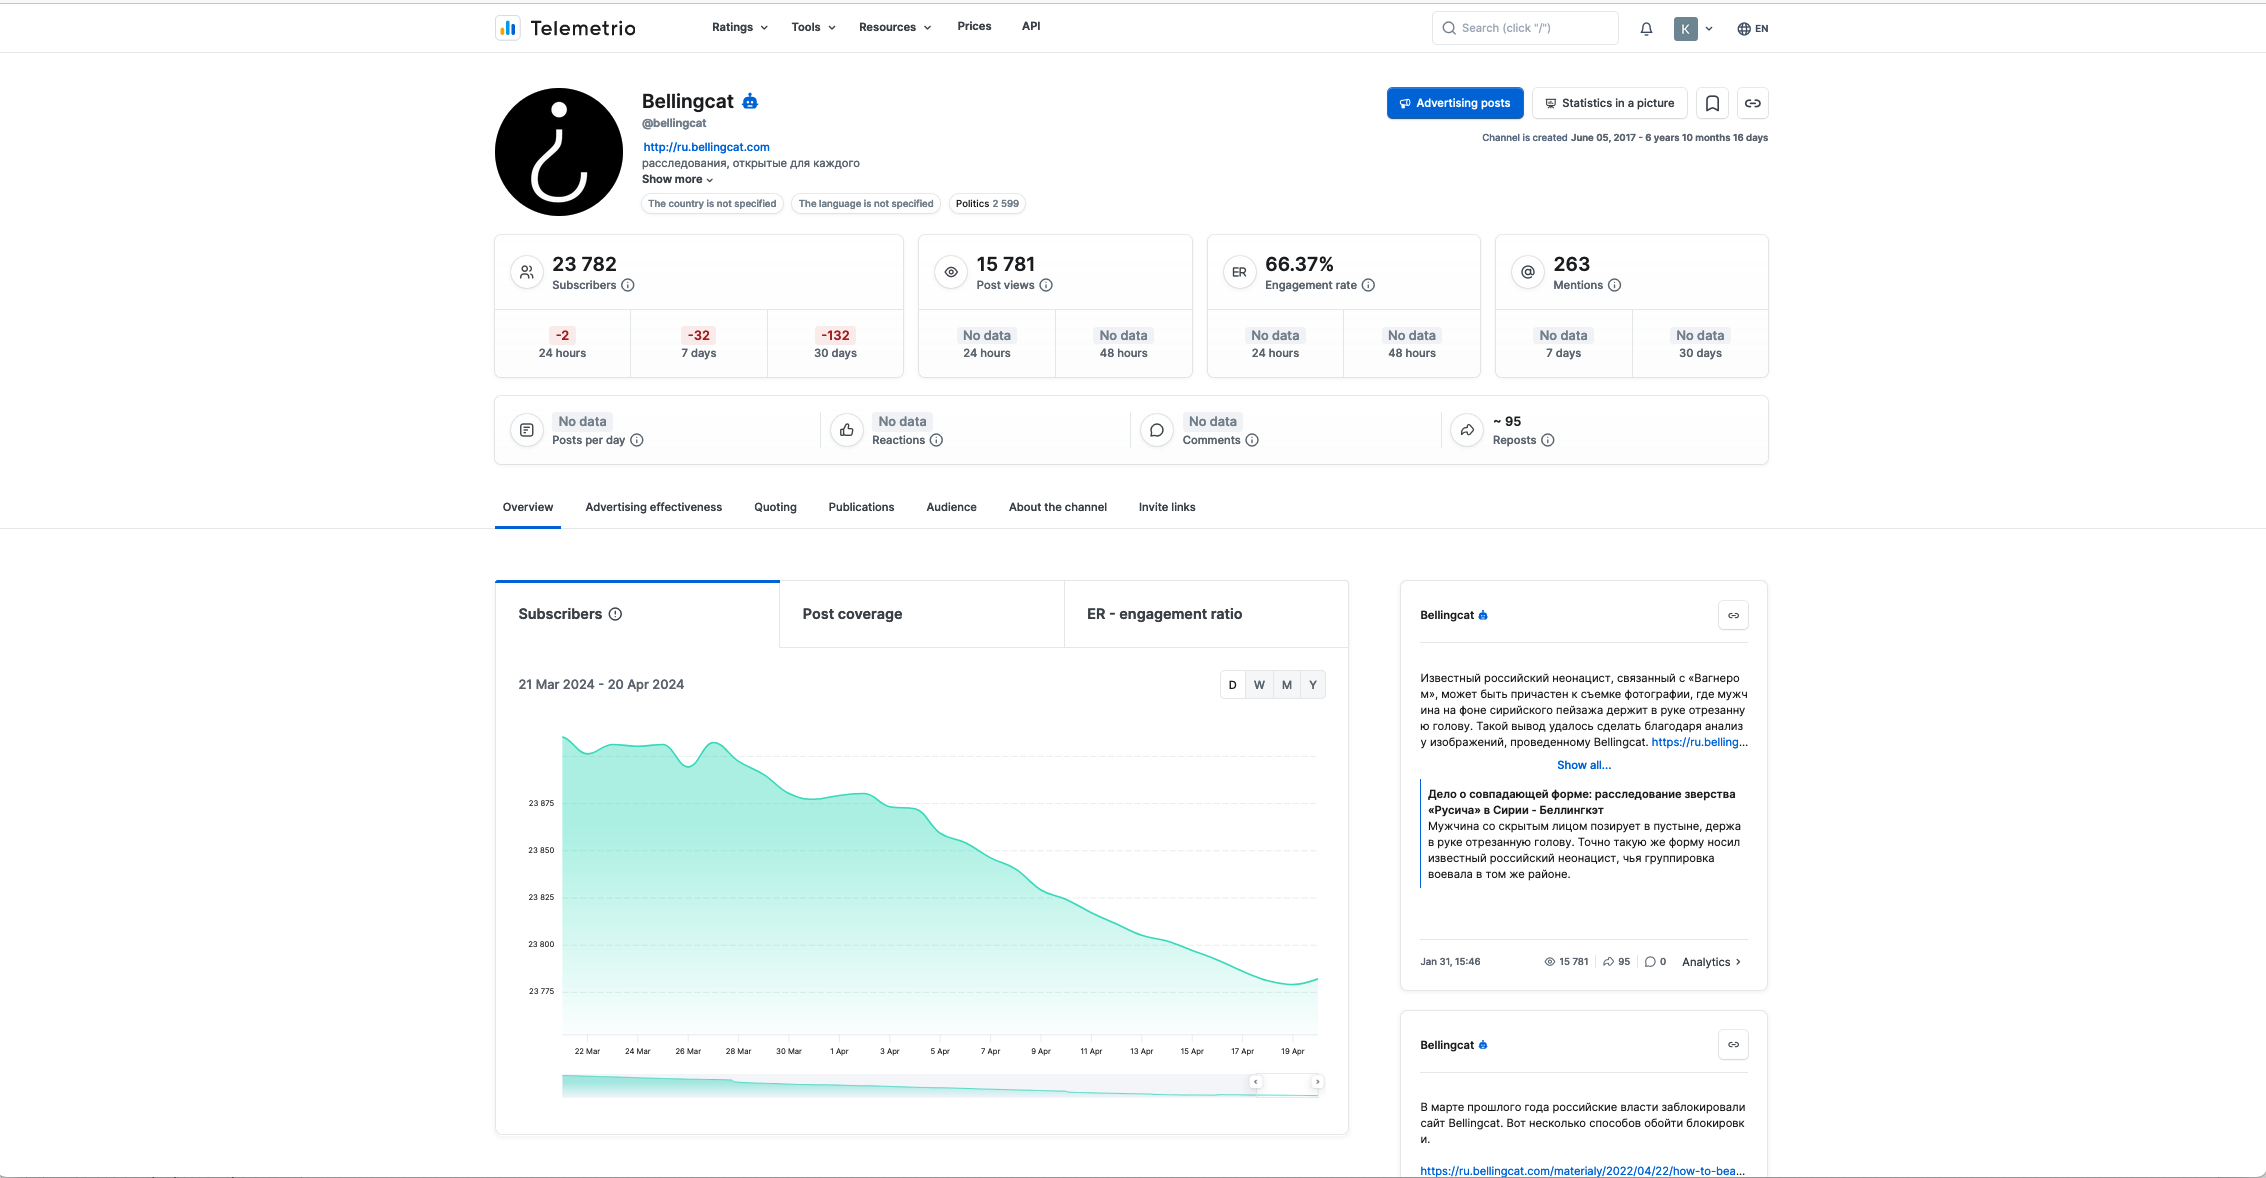 Telemetrio
Ratings
Tools
Resources
Prices
API
Search (click "/")
K
EN
Bellingcat
@bellingcat
http://ru.bellingcat.com
расследования, открытые для каждого
Show more
The country is not specified
The language is not specified
Politics 2 599
Advertising posts
Statistics in a picture
Channel is created June 05, 2017 - 6 years 10 months 16 days
23 782
Subscribers
-2
24 hours
-32
7 days
-132
30 days
15 781
Post views
No data
24 hours
No data
48 hours
ER
66.37%
Engagement rate
No data
24 hours
No data
48 hours
263
Mentions
No data
7 days
No data
30 days
No data
Posts per day
No data
Reactions
No data
Comments
~ 95
Reposts
Overview
Advertising effectiveness
Quoting
Publications
Audience
About the channel
Invite links
Subscribers
Post coverage
ER - engagement ratio
21 Mar 2024 - 20 Apr 2024
D W M Y
23 875
23 850
23 825
23 800
23 775
22 Mar 24 Mar 26 Mar 28 Mar 30 Mar 1 Apr 3 Apr 5 Apr 7 Apr 9 Apr 11 Apr 13 Apr 15 Apr 17 Apr 19 Apr
Bellingcat
Известный российский неонацист, связанный с «Вагнеро
м», может быть причастен к съемке фотографии, где мужч
ина на фоне сирийского пейзажа держит в руке отрезанну
ю голову. Такой вывод удалось сделать благодаря анализ
у изображений, проведенному Bellingcat. https://ru.belling...
Show all...
Дело о совпадающей форме: расследование зверства
«Русича» в Сирии - Беллингкэт
Мужчина со скрытым лицом позирует в пустыне, держа
в руке отрезанную голову. Точно такую же форму носил
известный российский неонацист, чья группировка
воевала в том же районе.
Jan 31, 15:46
15 781
95
0
Analytics
Bellingcat
В марте прошлого года российские власти заблокировали
сайт Bellingcat. Вот несколько способов обойти блокировк
и.
https://ru.bellingcat.com/materialy/2022/04/22/how-to-bea...